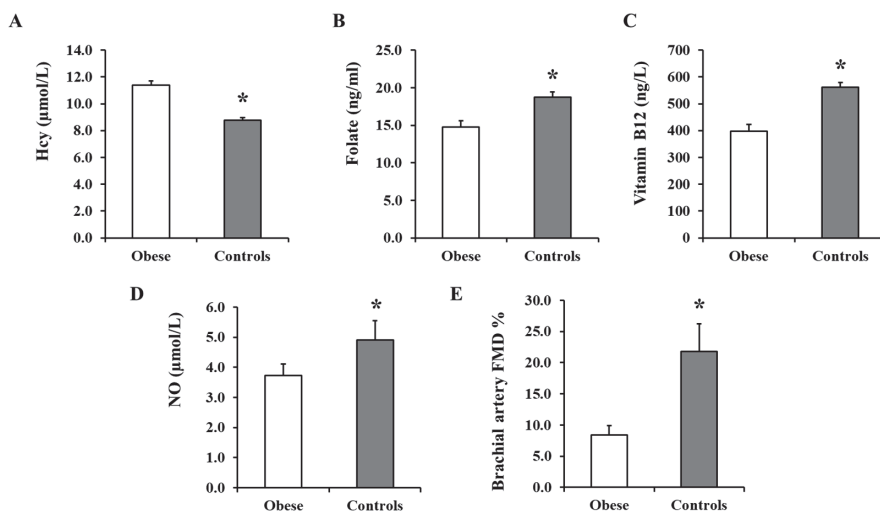 A
Hcy (µmol/L)
14.0
12.0
10.0
8.0
6.0
4.0
2.0
0.0
*
Obese
Controls
B
Folate (ng/ml)
25.0
20.0
15.0
10.0
5.0
0.0
*
Obese
Controls
C
Vitamin B12 (ng/L)
700
600
500
400
300
200
100
0
*
Obese
Controls
D
NO (µmol/L)
6.0
5.0
4.0
3.0
2.0
1.0
0.0
*
Obese
Controls
E
Brachial artery FMD %
30.0
25.0
20.0
15.0
10.0
5.0
0.0
*
Obese
Controls